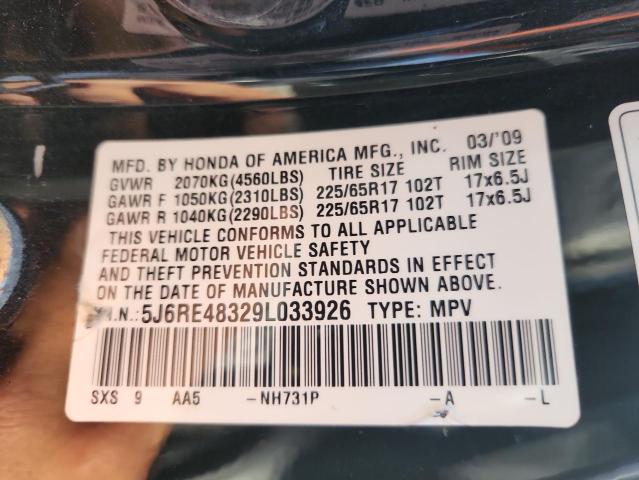 MFD. BY HONDA OF AMERICA MFG., INC. 03/'09
GVWR 2070KG(4560LBS) TIRE SIZE RIM SIZE
GAWR F 1050KG(2310LBS) 225/65R17 102T 17x6.5J
GAWR R 1040KG(2290LBS) 225/65R17 102T 17x6.5J
THIS VEHICLE CONFORMS TO ALL APPLICABLE
FEDERAL MOTOR VEHICLE SAFETY
AND THEFT PREVENTION STANDARDS IN EFFECT
ON THE DATE OF MANUFACTURE SHOWN ABOVE.
.I.N.:5J6RE48329L033926 TYPE: MPV
SXS 9 AA5 -NH731P -A -L